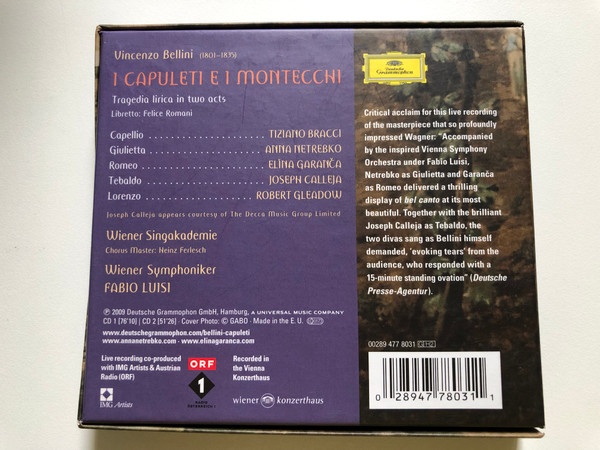 Vincenzo Bellini (1801–1835)
I CAPULETI E I MONTECCHI
Tragedia lirica in two acts
Libretto: Felice Romani
Capellio . . . . . . . . . . . . . . . . . . . . TIZIANO BRACCI
Giulietta . . . . . . . . . . . . . . . . . . . . ANNA NETREBKO
Romeo . . . . . . . . . . . . . . . . . . . . ELĪNA GARANČA
Tebaldo . . . . . . . . . . . . . . . . . . . . JOSEPH CALLEJA
Lorenzo . . . . . . . . . . . . . . . . . . . . ROBERT GLEADOW
Joseph Calleja appears courtesy of The Decca Music Group Limited
Wiener Singakademie
Chorus Master: Heinz Ferlesch
Wiener Symphoniker
FABIO LUISI
℗ 2009 Deutsche Grammophon GmbH, Hamburg, A UNIVERSAL MUSIC COMPANY
CD 1 [76'10] · CD 2 [51'26] · Cover Photo: © GABO · Made in the E. U.
www.deutschegrammophon.com/bellini-capuleti
www.annanetrebko.com · www.elinagaranca.com
Live recording co-produced
with IMG Artists & Austrian
Radio (ORF)
IMG Artists
ORF
1
Recorded in
the Vienna
Konzerthaus
wiener konzerthaus
Deutsche
Grammophon
Critical acclaim for this live recording
of the masterpiece that so profoundly
impressed Wagner: "Accompanied
by the inspired Vienna Symphony
Orchestra under Fabio Luisi,
Netrebko as Giulietta and Garanča
as Romeo delivered a thrilling
display of bel canto at its most
beautiful. Together with the brilliant
Joseph Calleja as Tebaldo, the
two divas sang as Bellini himself
demanded, 'evoking tears' from the
audience, who responded with a
15-minute standing ovation" (Deutsche
Presse-Agentur).
00289 477 8031
0 28947 78031 1